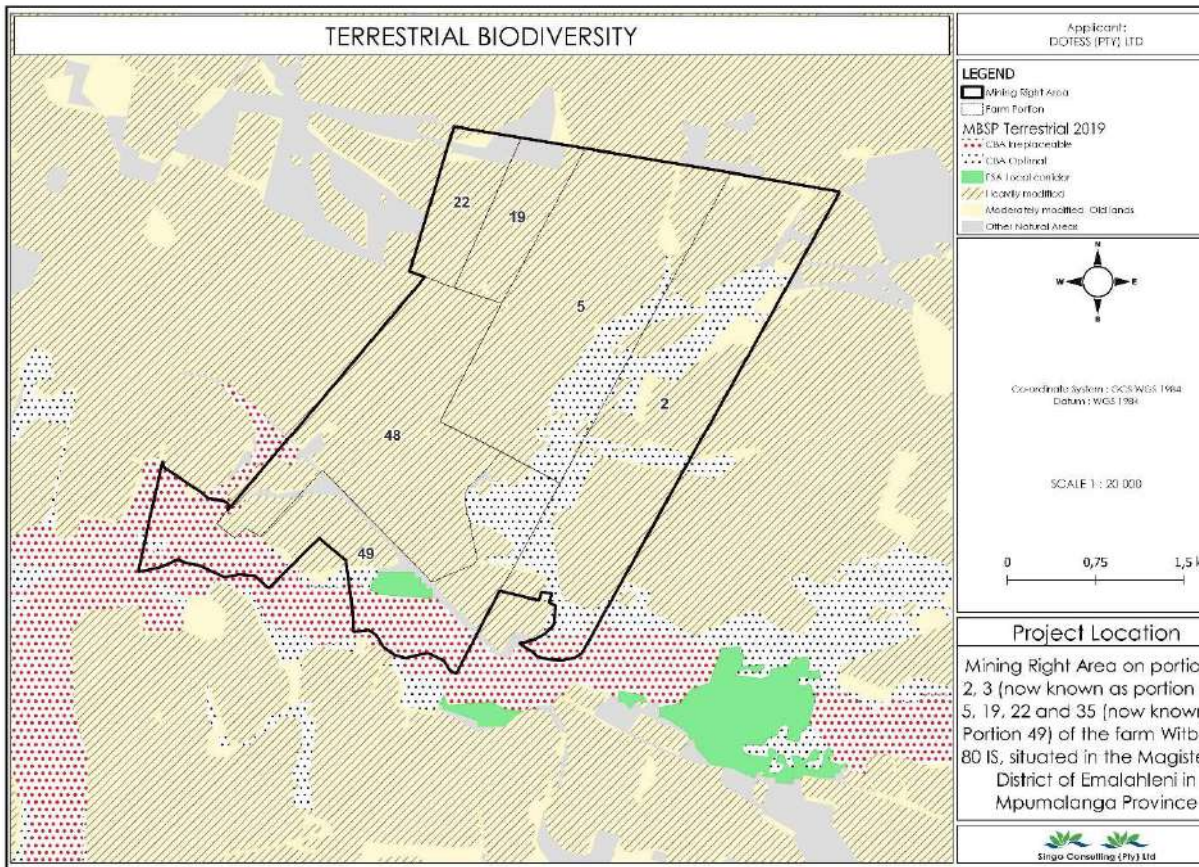 TERRESTRIAL BIODIVERSITY
22
19
5
2
48
49
Applicant:
DOTESS (PTY) LTD
LEGEND
Mining Right Area
Farm Portion
MBSP Terrestrial 2019
CBA Irreplaceable
CBA Optimal
ESA Local corridor
Heavily modified
Moderately modified Old lands
Other Natural Areas
N
W E
S
Co-ordinate System : GCS WGS 1984
Datum : WGS 1984
SCALE 1 : 20 000
0 0,75 1,5 k
Project Location
Mining Right Area on portio
2, 3 (now known as portion
5, 19, 22 and 35 (now known
Portion 49) of the farm Witb
80 IS, situated in the Magiste
District of Emalahleni in
Mpumalanga Province
Singo Consulting (Pty) Ltd